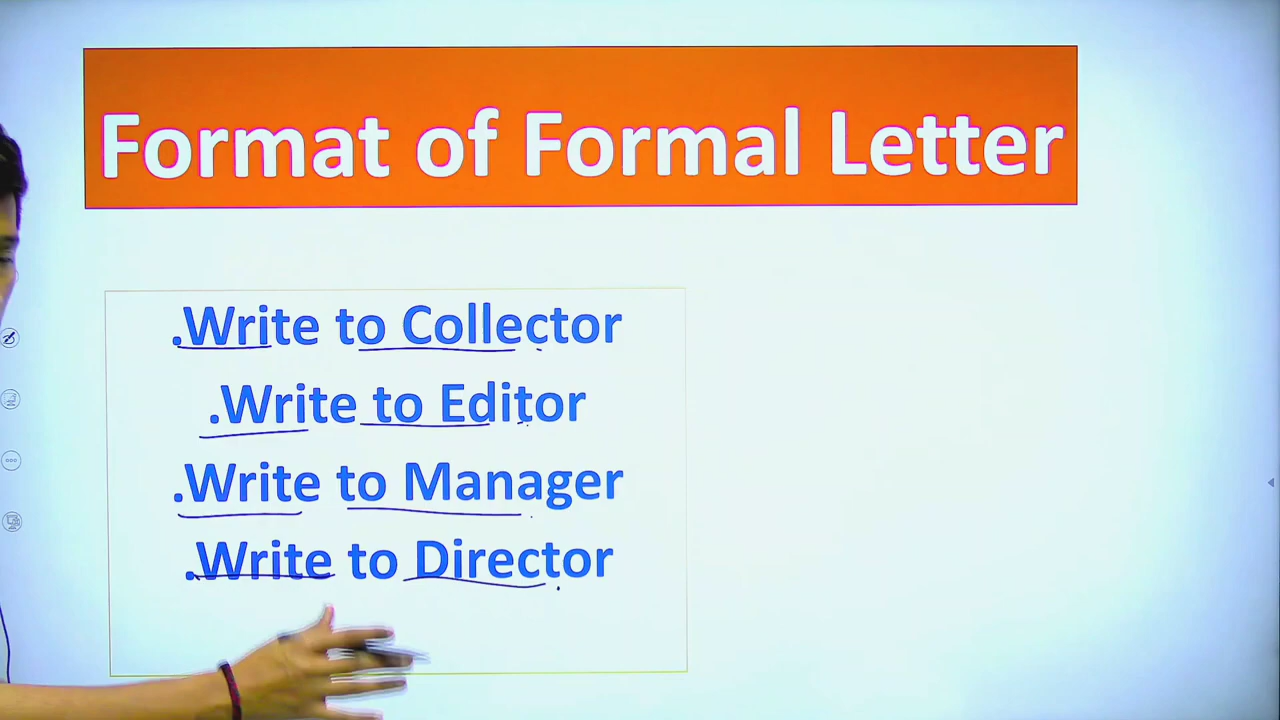 Format of Formal Letter
.Write to Collector
.Write to Editor
.Write to Manager
.Write to Director